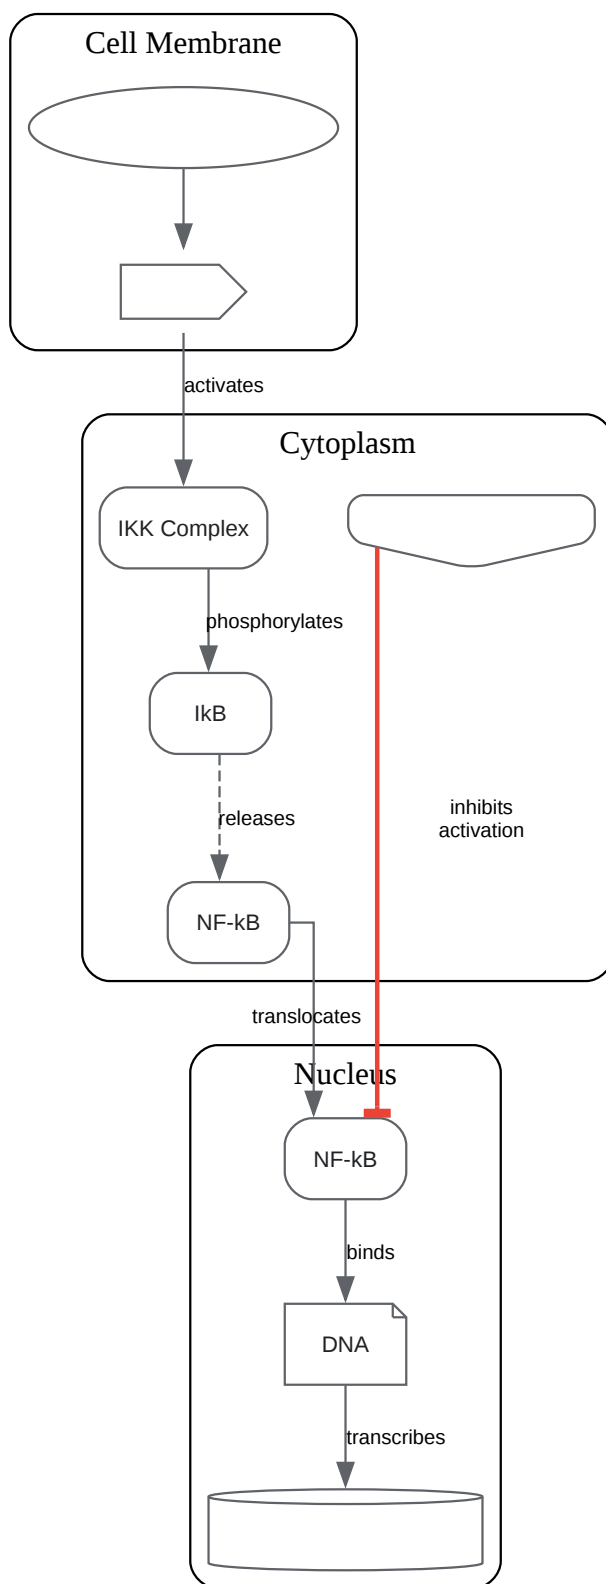 Cell Membrane
activates
Cytoplasm
IKK Complex
phosphorylates
IkB
releases
inhibits
activation
NF-kB
translocates
Nucleus
NF-kB
binds
DNA
transcribes